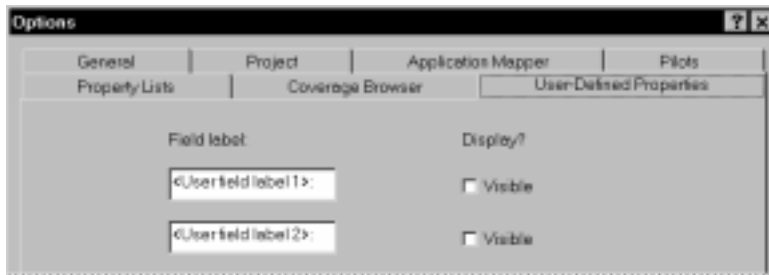 Options
General Project Application Mapper Pilots
Property Lists Coverage Browser User-Defined Properties
Field label: Display?
<User field label 1>: Visible
<User field label 2>: Visible